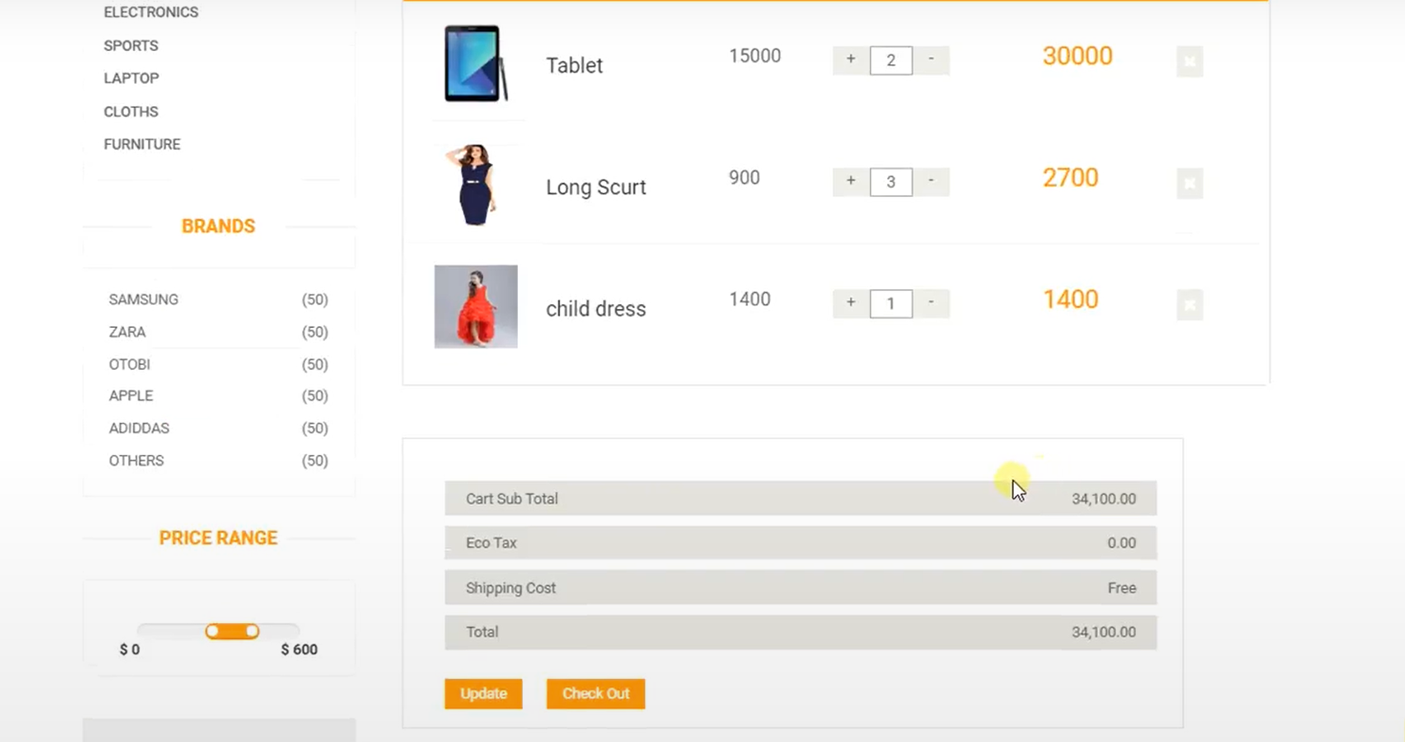 ELECTRONICS
SPORTS
LAPTOP
CLOTHS
FURNITURE
BRANDS
SAMSUNG (50)
ZARA (50)
OTOBI (50)
APPLE (50)
ADIDDAS (50)
OTHERS (50)
PRICE RANGE
$ 0 $ 600
Tablet 15000 + 2 - 30000
Long Scurt 900 + 3 - 2700
child dress 1400 + 1 - 1400
Cart Sub Total 34,100.00
Eco Tax 0.00
Shipping Cost Free
Total 34,100.00
Update Check Out